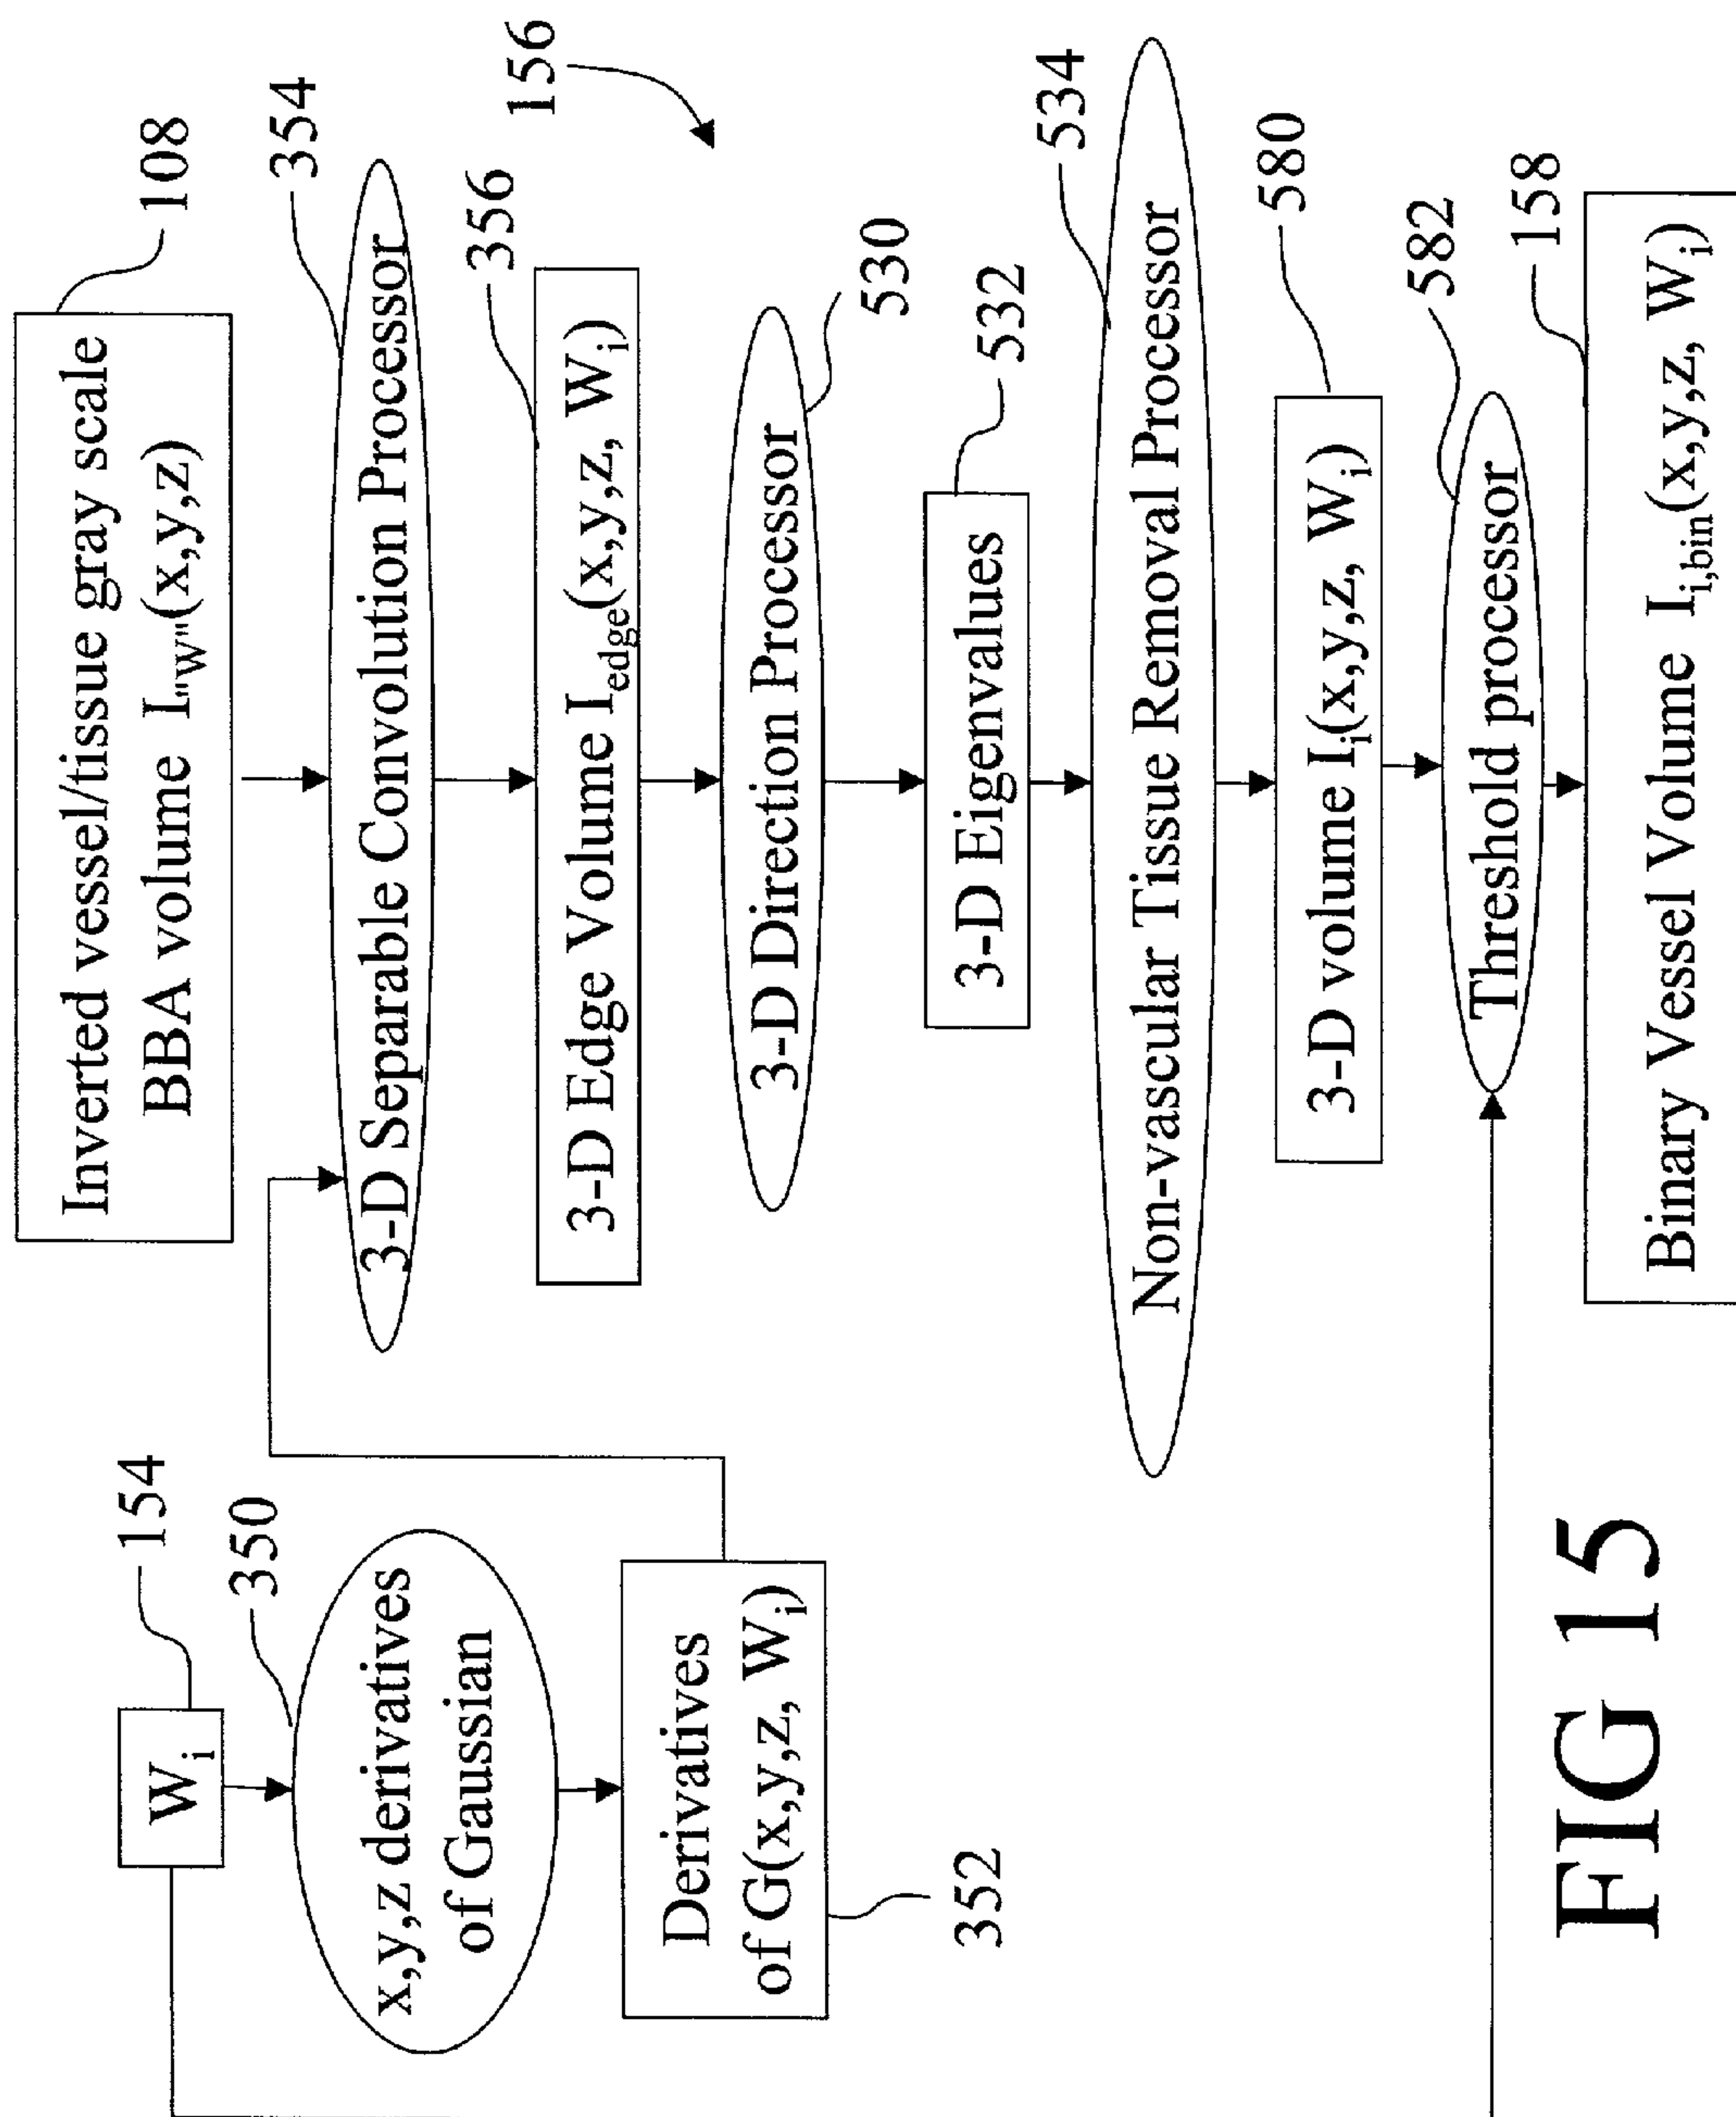 Inverted vessel/tissue gray scale
BBA volume I"W"(x,y,z)
108
154
Wi
350
x,y,z derivatives
of Gaussian
354
3-D Separable Convolution Processor
Derivatives
of G(x,y,z, Wi)
352
356
3-D Edge Volume Iedge(x,y,z, Wi)
156
3-D Direction Processor
530
3-D Eigenvalues
532
534
Non-vascular Tissue Removal Processor
3-D volume Ii(x,y,z, Wi)
580
Threshold processor
582
158
Binary Vessel Volume Ii,bin(x,y,z, Wi)
FIG 15